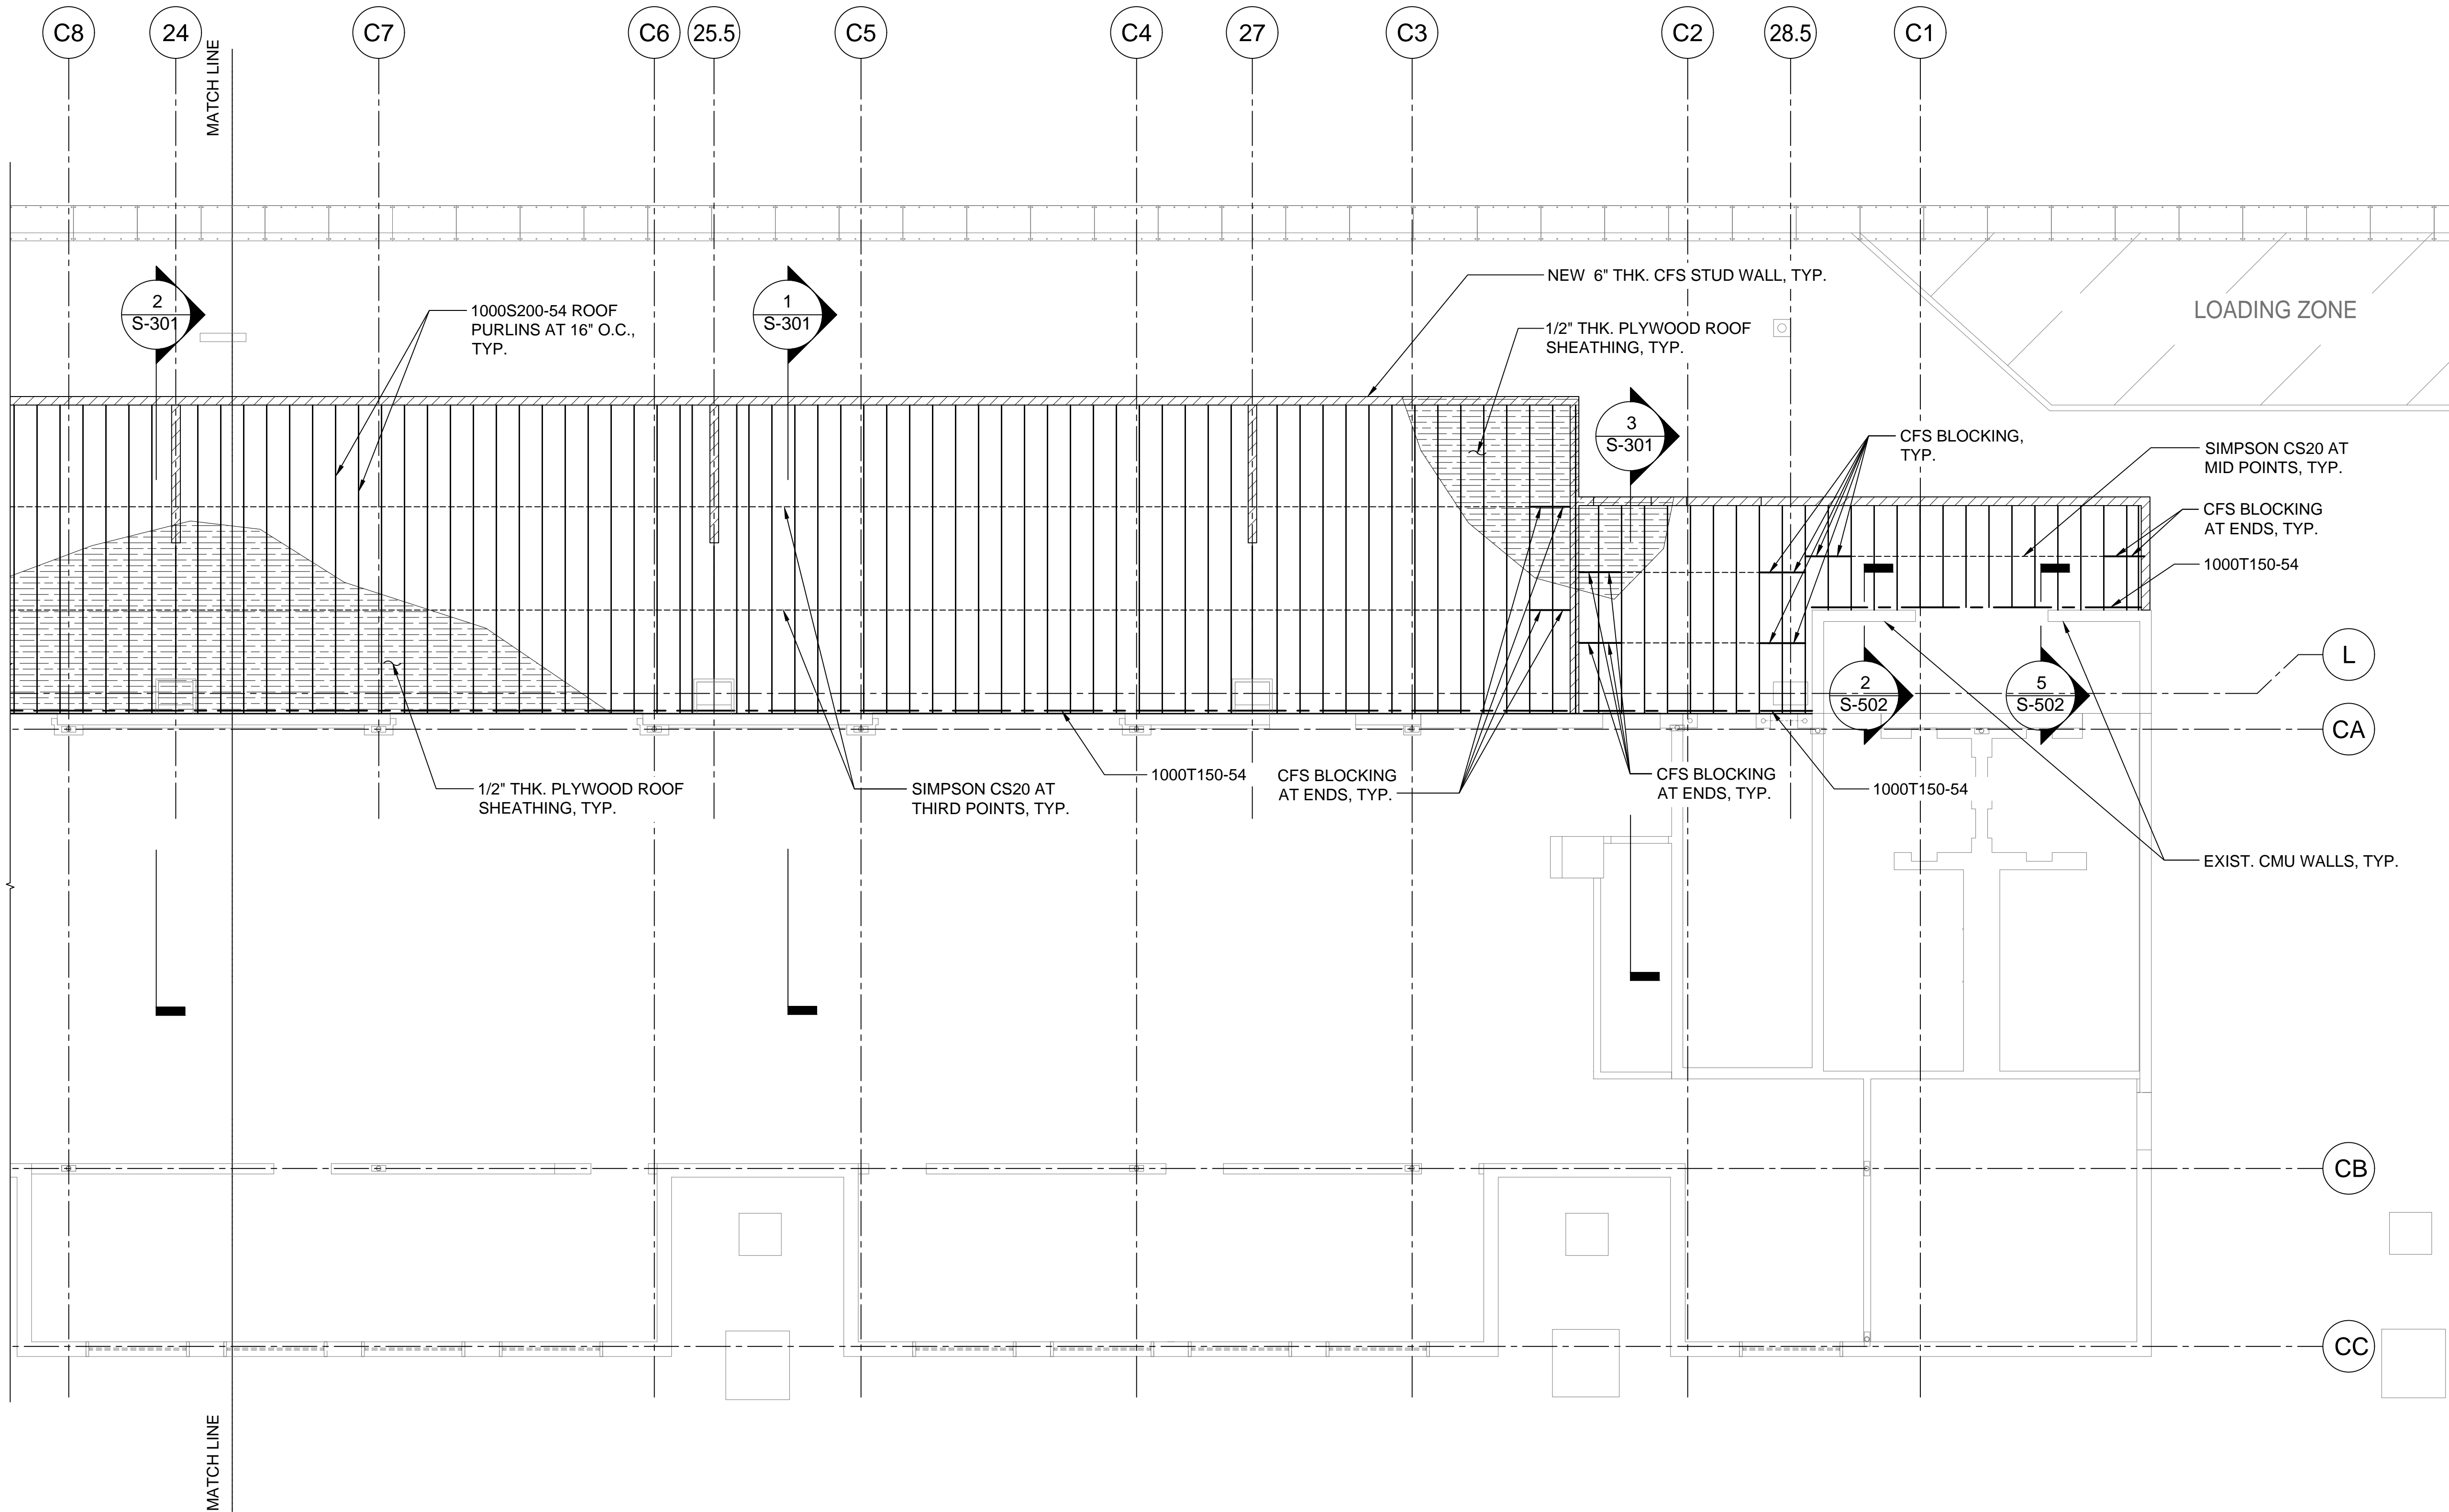 C8
24
C7
C6
25.5
C5
C4
27
C3
C2
28.5
C1
MATCH LINE
NEW 6" THK. CFS STUD WALL, TYP.
2
S-301
1000S200-54 ROOF
PURLINS AT 16" O.C.,
TYP.
1
S-301
1/2" THK. PLYWOOD ROOF
SHEATHING, TYP.
LOADING ZONE
3
S-301
CFS BLOCKING,
TYP.
SIMPSON CS20 AT
MID POINTS, TYP.
CFS BLOCKING
AT ENDS, TYP.
1000T150-54
L
2
S-502
5
S-502
CA
1/2" THK. PLYWOOD ROOF
SHEATHING, TYP.
SIMPSON CS20 AT
THIRD POINTS, TYP.
1000T150-54
CFS BLOCKING
AT ENDS, TYP.
CFS BLOCKING
AT ENDS, TYP.
1000T150-54
EXIST. CMU WALLS, TYP.
CB
CC
MATCH LINE